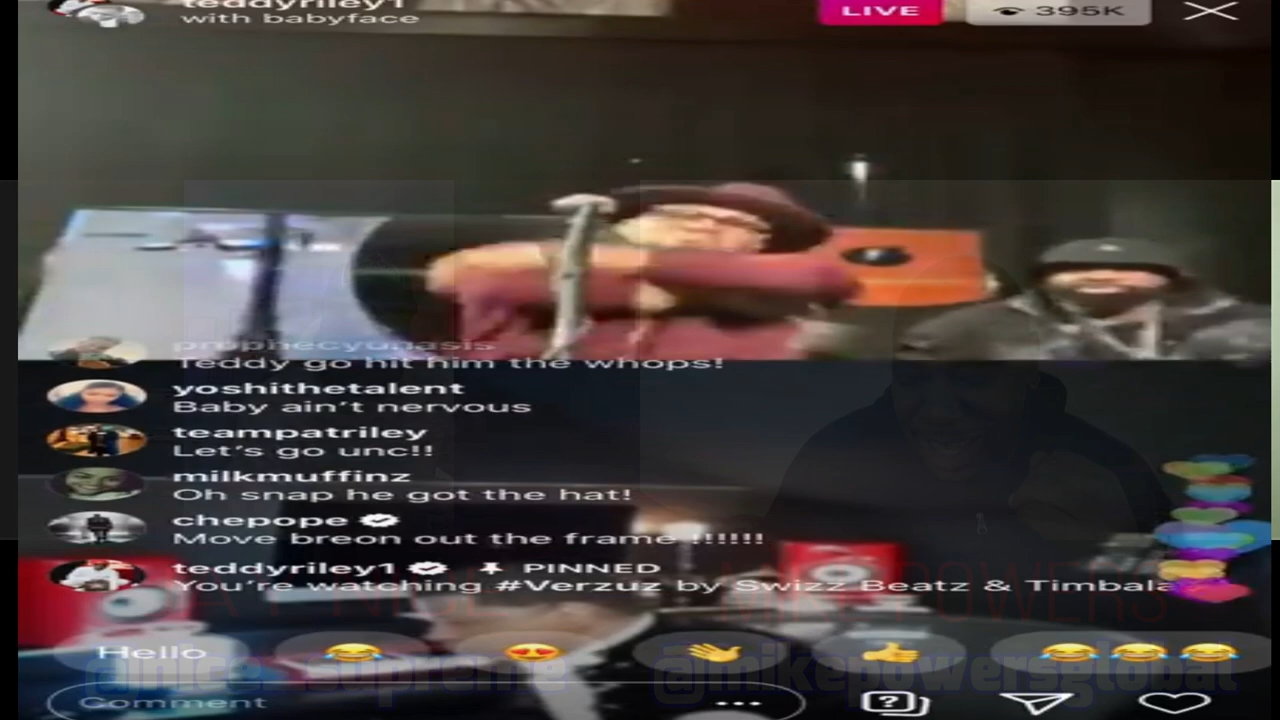 teddyriley1
with babyface
LIVE
395K
Teddy go hit him the whops!
yoshithetalent
Baby ain't nervous
teampatriley
Let's go unc!!
milkmuffinz
Oh snap he got the hat!
chepope
Move breon out the frame !!!!!!
teddyriley1 PINNED
You're watching #Verzuz by Swizz Beatz & Timbala
POWERS
Hello
@mikepowersglobal
Comment